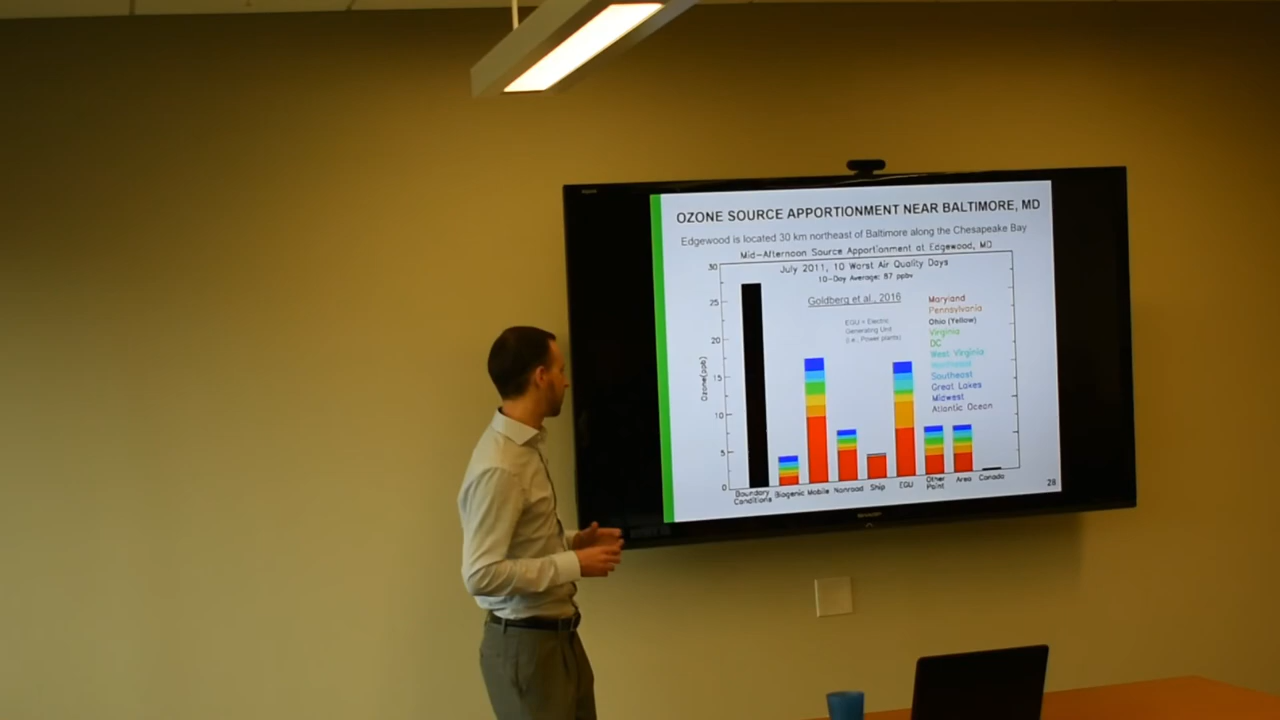 OZONE SOURCE APPORTIONMENT NEAR BALTIMORE, MD
Edgewood is located 30 km northeast of Baltimore along the Chesapeake Bay
Mid-Afternoon Source Apportionment at Edgewood, MD
July 2011, 10 Worst Air Quality Days
10-Day Average: 87 ppbv
Goldberg et al., 2016
EGU = Electric
Generating Unit
(i.e., Power plants)
Maryland
Pennsylvania
Ohio (Yellow)
Virginia
DC
West Virginia
Southeast
Great Lakes
Midwest
Atlantic Ocean
Ozone(ppb)
30
25
20
15
10
5
0
Boundary
Conditions
Biogenic
Mobile
Nonroad
Ship
EGU
Other
Point
Area
Canada
28
SHARP